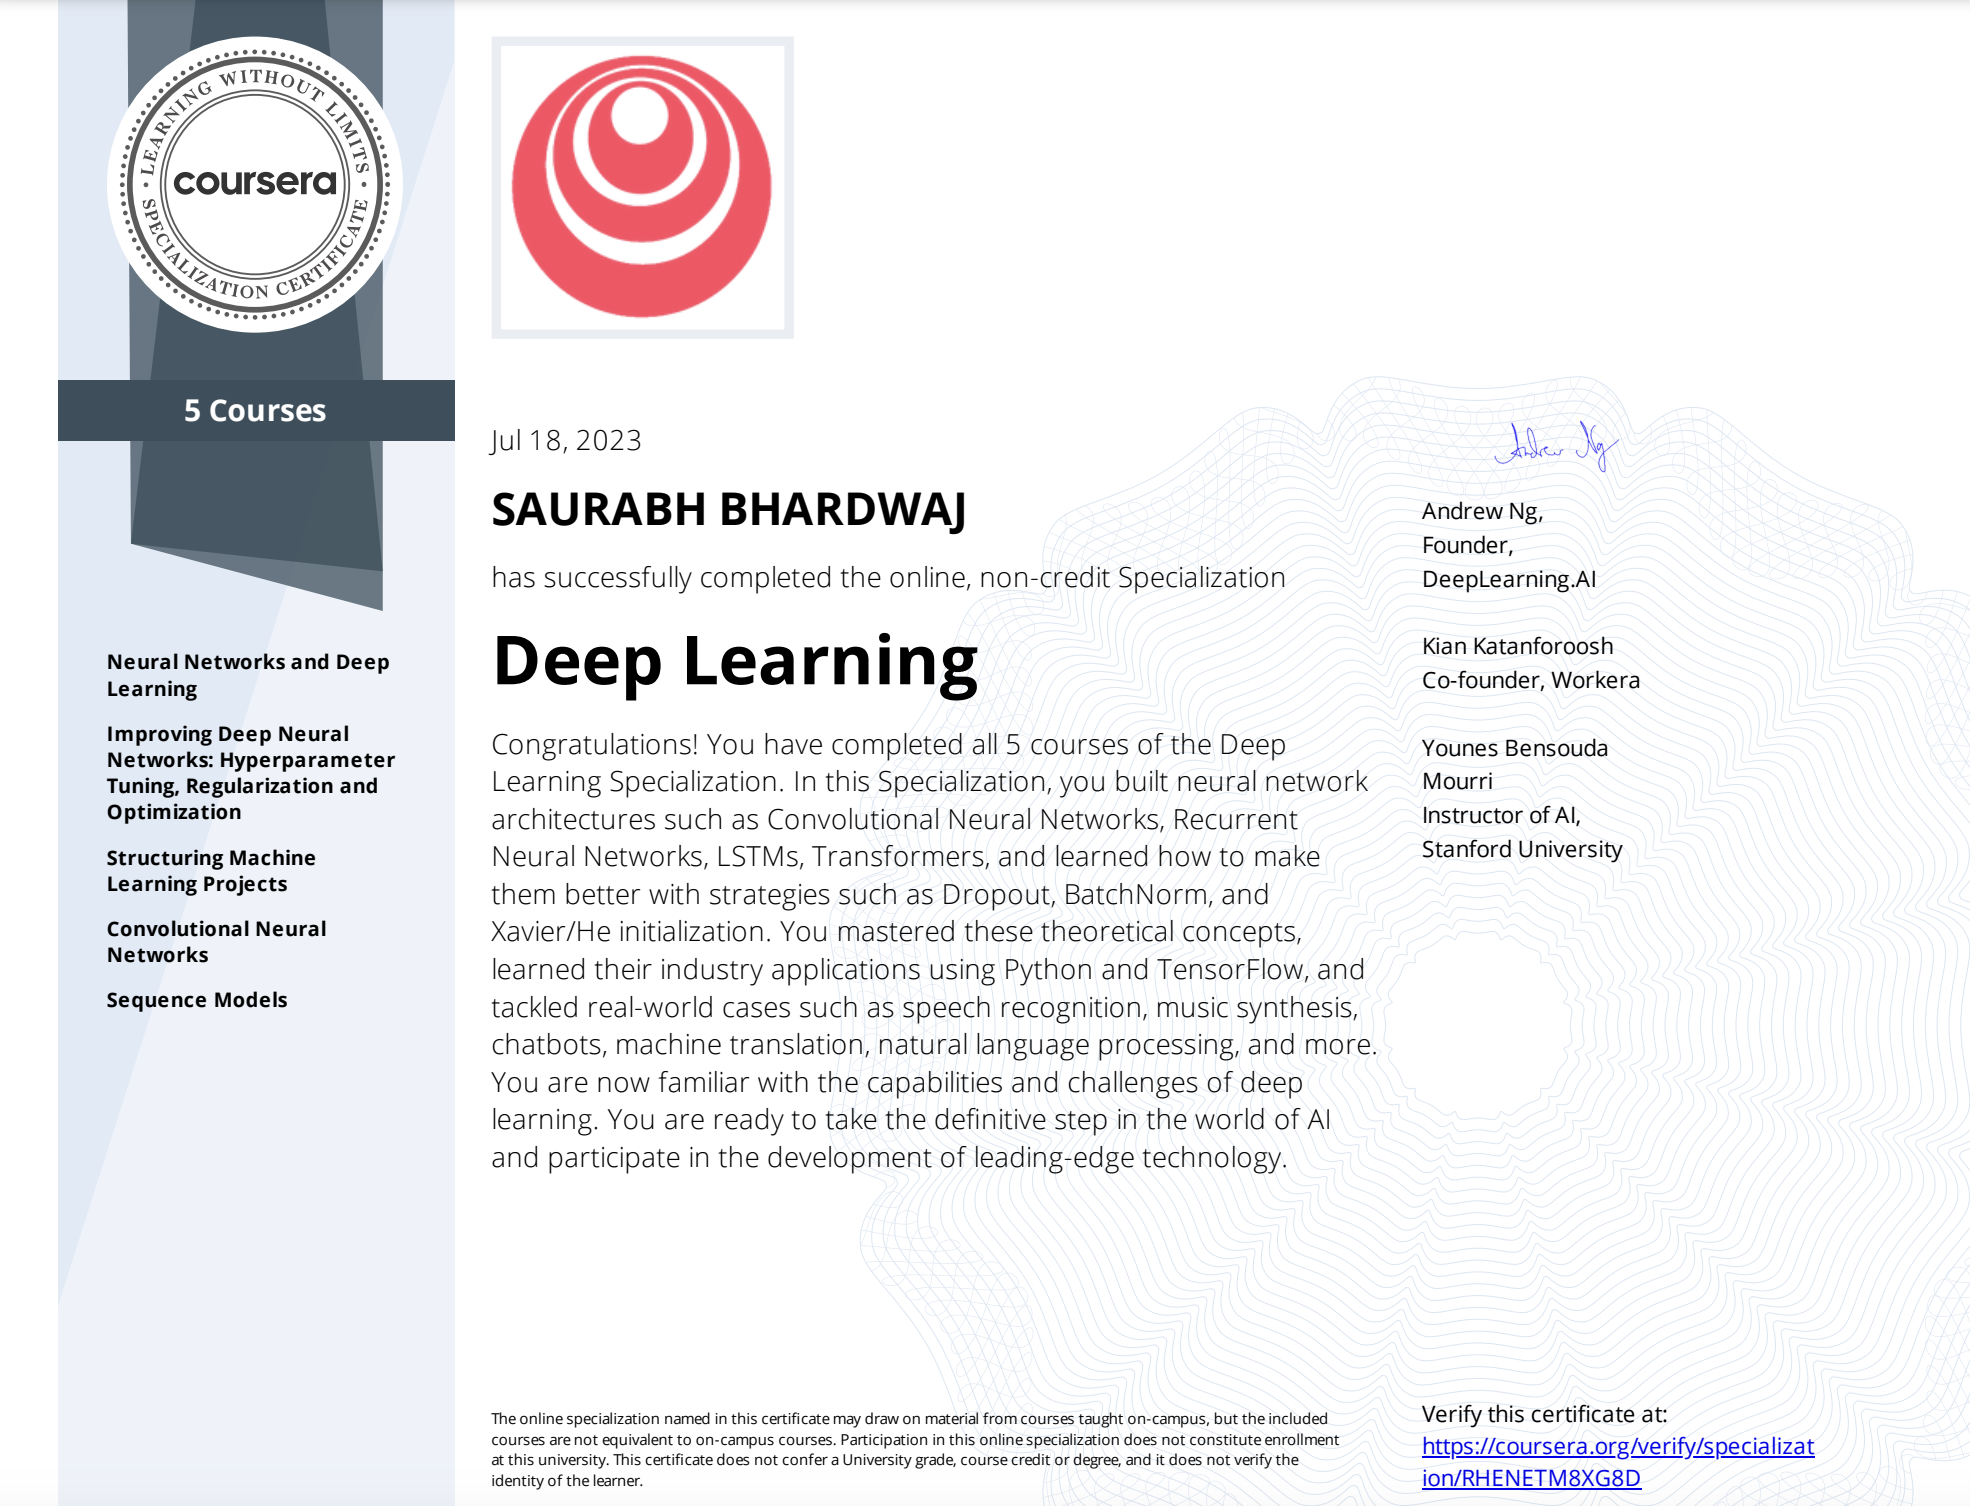 LEARNING WITHOUT LIMITS
coursera
SPECIALIZATION CERTIFICATE
5 Courses
Neural Networks and Deep
Learning
Improving Deep Neural
Networks: Hyperparameter
Tuning, Regularization and
Optimization
Structuring Machine
Learning Projects
Convolutional Neural
Networks
Sequence Models
Jul 18, 2023
SAURABH BHARDWAJ
has successfully completed the online, non-credit Specialization
Deep Learning
Congratulations! You have completed all 5 courses of the Deep
Learning Specialization. In this Specialization, you built neural network
architectures such as Convolutional Neural Networks, Recurrent
Neural Networks, LSTMs, Transformers, and learned how to make
them better with strategies such as Dropout, BatchNorm, and
Xavier/He initialization. You mastered these theoretical concepts,
learned their industry applications using Python and TensorFlow, and
tackled real-world cases such as speech recognition, music synthesis,
chatbots, machine translation, natural language processing, and more.
You are now familiar with the capabilities and challenges of deep
learning. You are ready to take the definitive step in the world of AI
and participate in the development of leading-edge technology.
Andrew Ng
Andrew Ng,
Founder,
DeepLearning.AI
Kian Katanforoosh
Co-founder, Workera
Younes Bensouda
Mourri
Instructor of AI,
Stanford University
The online specialization named in this certificate may draw on material from courses taught on-campus, but the included
courses are not equivalent to on-campus courses. Participation in this online specialization does not constitute enrollment
at this university. This certificate does not confer a University grade, course credit or degree, and it does not verify the
identity of the learner.
Verify this certificate at:
https://coursera.org/verify/specializat
ion/RHENETM8XG8D